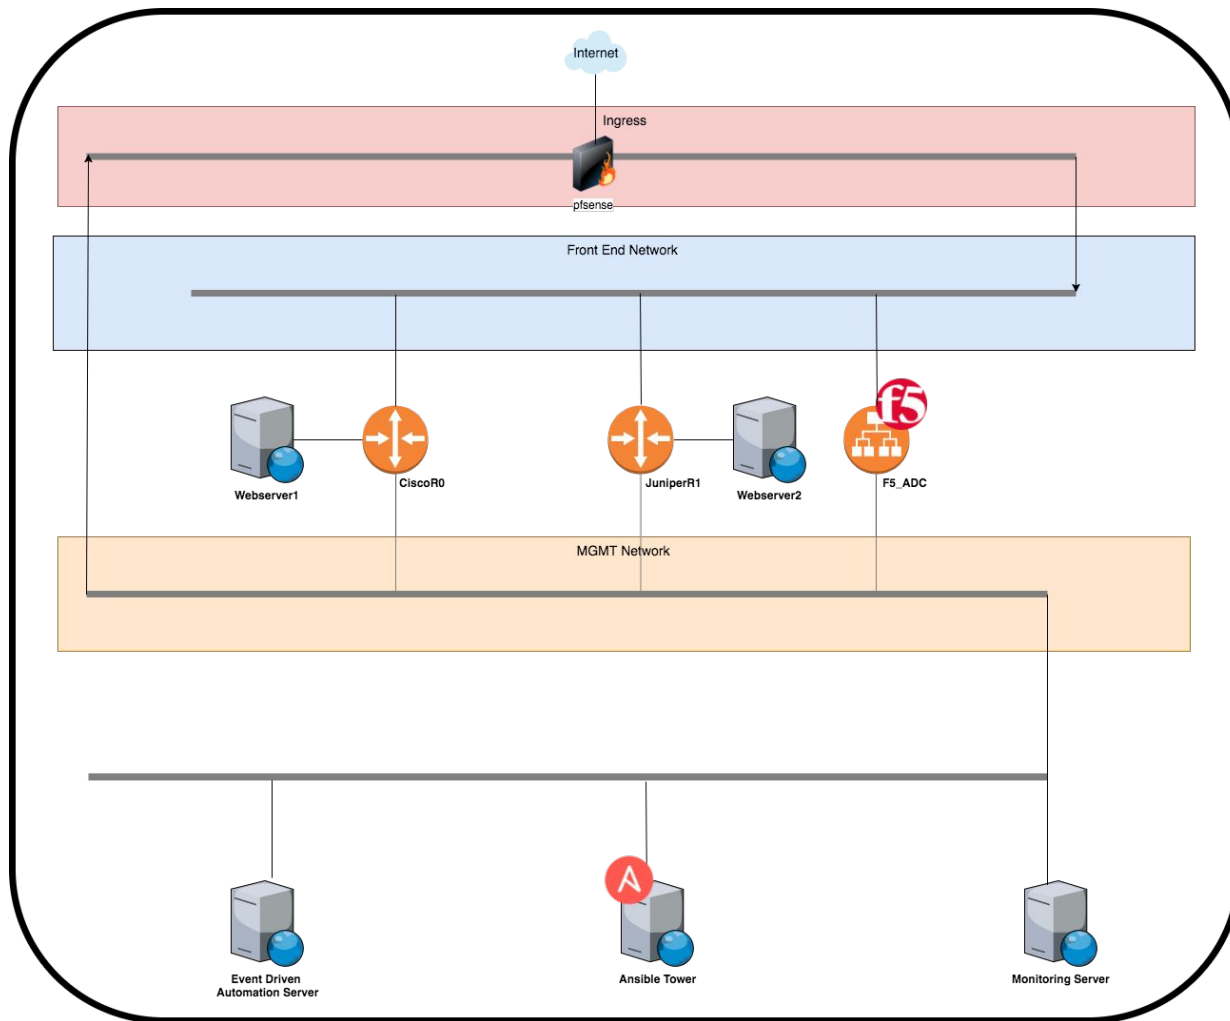 Internet
Ingress
pfsense
Front End Network
f5
Webserver1
CiscoR0
JuniperR1
Webserver2
F5_ADC
MGMT Network
Event Driven
Automation Server
Ansible Tower
Monitoring Server